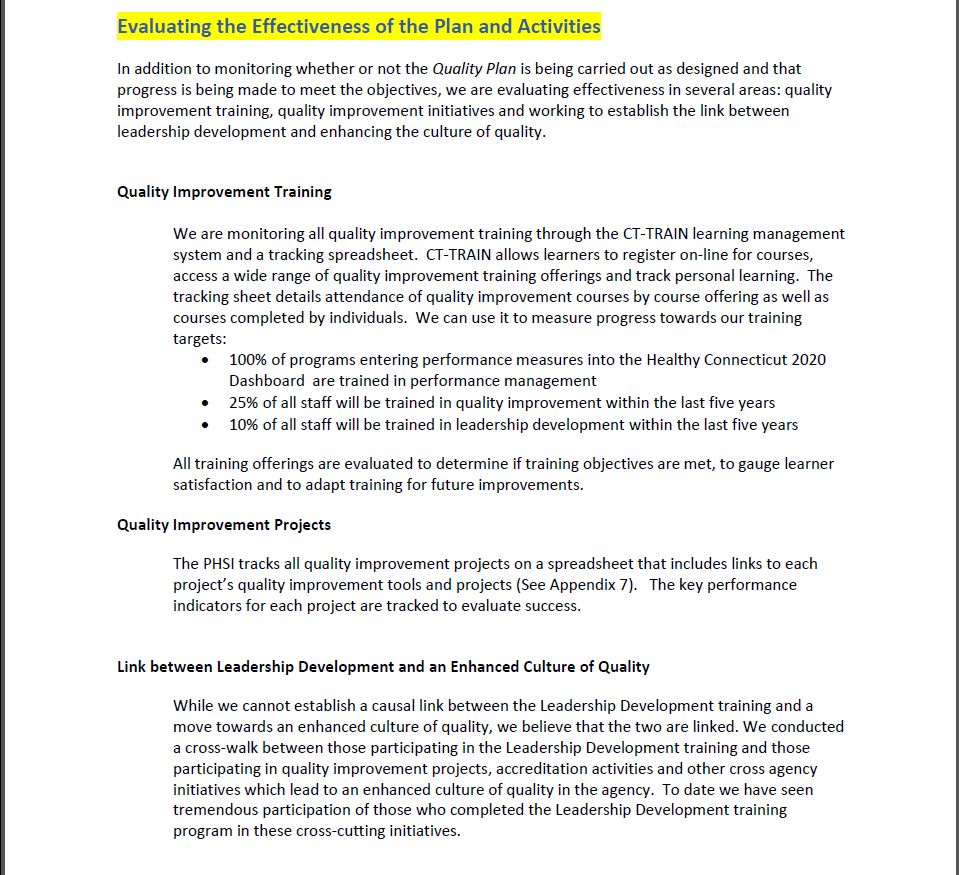 Evaluating the Effectiveness of the Plan and Activities
In addition to monitoring whether or not the Quality Plan is being carried out as designed and that
progress is being made to meet the objectives, we are evaluating effectiveness in several areas: quality
improvement training, quality improvement initiatives and working to establish the link between
leadership development and enhancing the culture of quality.
Quality Improvement Training
We are monitoring all quality improvement training through the CT-TRAIN learning management
system and a tracking spreadsheet.  CT-TRAIN allows learners to register on-line for courses,
access a wide range of quality improvement training offerings and track personal learning.  The
tracking sheet details attendance of quality improvement courses by course offering as well as
courses completed by individuals.  We can use it to measure progress towards our training
targets:
• 100% of programs entering performance measures into the Healthy Connecticut 2020
Dashboard  are trained in performance management
• 25% of all staff will be trained in quality improvement within the last five years
• 10% of all staff will be trained in leadership development within the last five years
All training offerings are evaluated to determine if training objectives are met, to gauge learner
satisfaction and to adapt training for future improvements.
Quality Improvement Projects
The PHSI tracks all quality improvement projects on a spreadsheet that includes links to each
project's quality improvement tools and projects (See Appendix 7).   The key performance
indicators for each project are tracked to evaluate success.
Link between Leadership Development and an Enhanced Culture of Quality
While we cannot establish a causal link between the Leadership Development training and a
move towards an enhanced culture of quality, we believe that the two are linked. We conducted
a cross-walk between those participating in the Leadership Development training and those
participating in quality improvement projects, accreditation activities and other cross agency
initiatives which lead to an enhanced culture of quality in the agency.  To date we have seen
tremendous participation of those who completed the Leadership Development training
program in these cross-cutting initiatives.